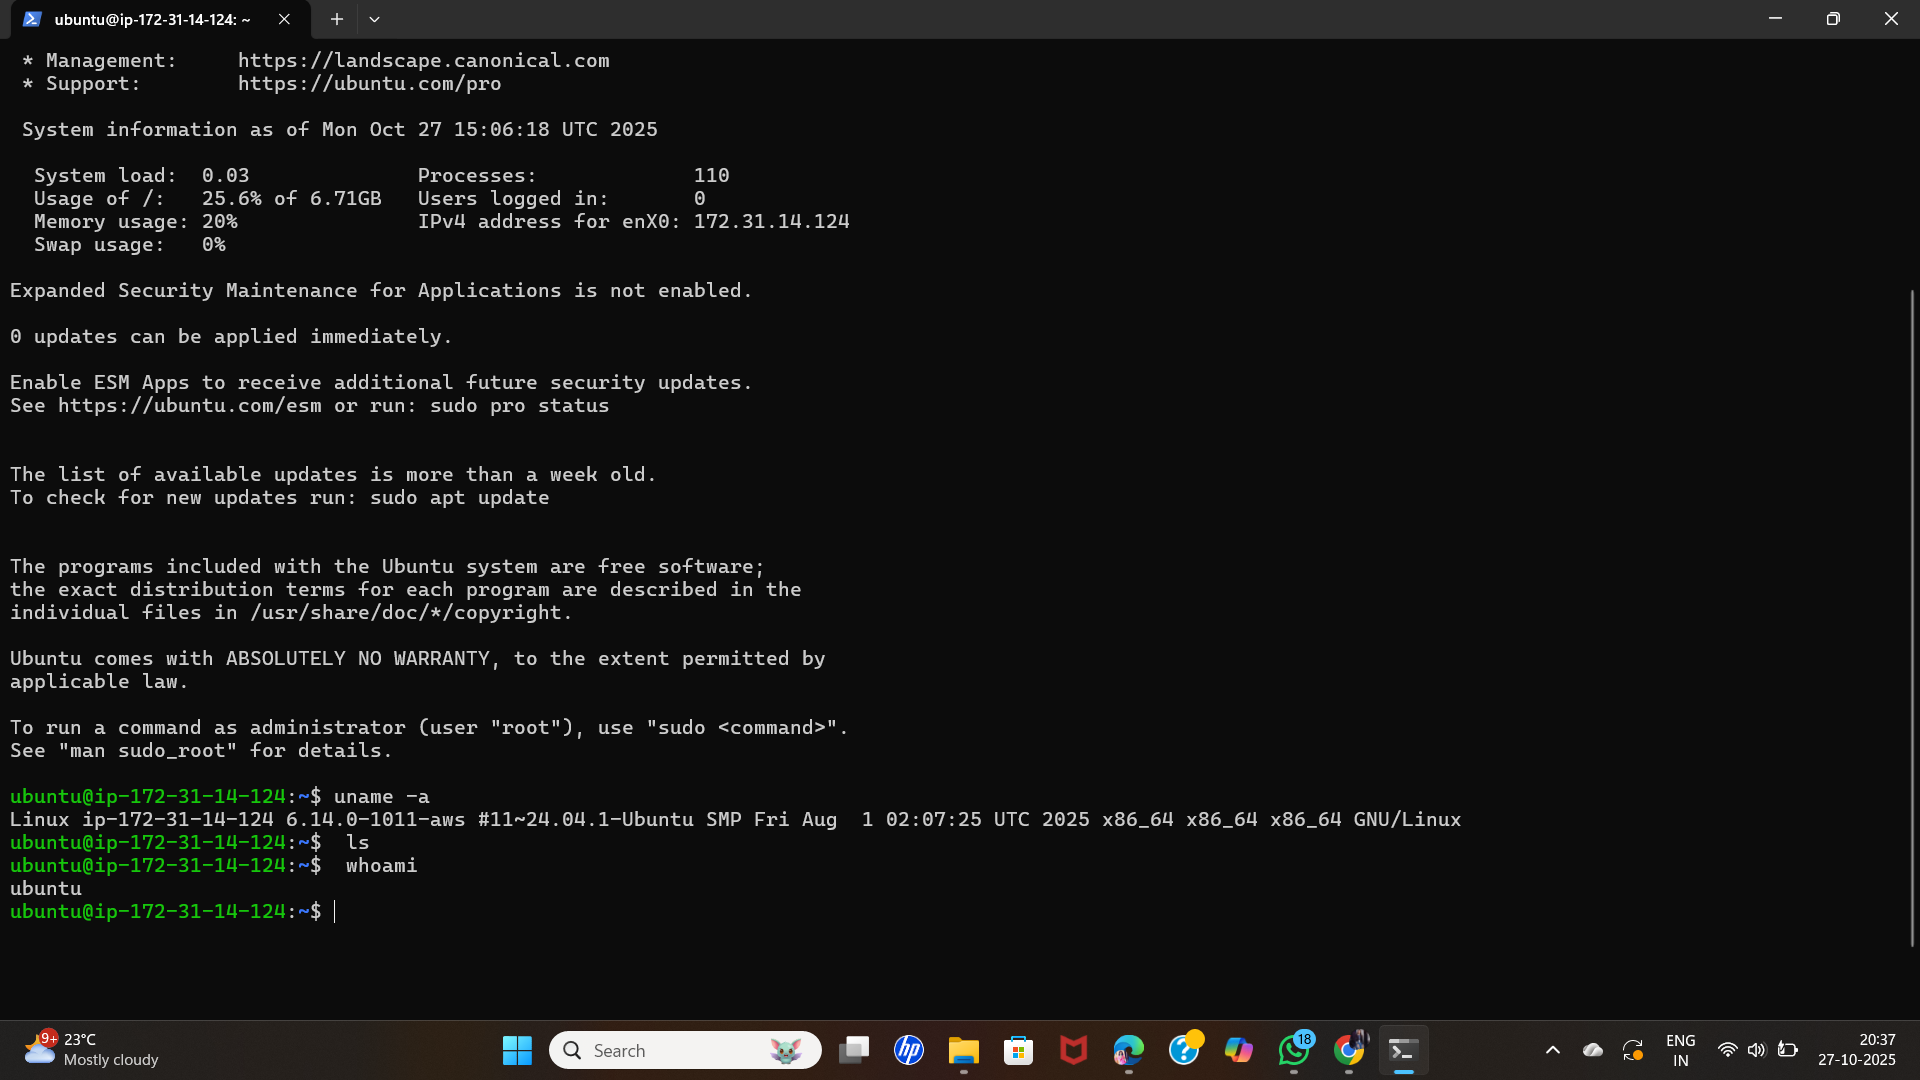 ubuntu@ip-172-31-14-124: ~
* Management:     https://landscape.canonical.com
* Support:        https://ubuntu.com/pro
System information as of Mon Oct 27 15:06:18 UTC 2025
System load:  0.03              Processes:             110
Usage of /:   25.6% of 6.71GB   Users logged in:       0
Memory usage: 20%               IPv4 address for enX0: 172.31.14.124
Swap usage:   0%
Expanded Security Maintenance for Applications is not enabled.
0 updates can be applied immediately.
Enable ESM Apps to receive additional future security updates.
See https://ubuntu.com/esm or run: sudo pro status
The list of available updates is more than a week old.
To check for new updates run: sudo apt update
The programs included with the Ubuntu system are free software;
the exact distribution terms for each program are described in the
individual files in /usr/share/doc/*/copyright.
Ubuntu comes with ABSOLUTELY NO WARRANTY, to the extent permitted by
applicable law.
To run a command as administrator (user "root"), use "sudo <command>".
See "man sudo_root" for details.
ubuntu@ip-172-31-14-124:~$ uname -a
Linux ip-172-31-14-124 6.14.0-1011-aws #11~24.04.1-Ubuntu SMP Fri Aug  1 02:07:25 UTC 2025 x86_64 x86_64 x86_64 GNU/Linux
ubuntu@ip-172-31-14-124:~$  ls
ubuntu@ip-172-31-14-124:~$  whoami
ubuntu
ubuntu@ip-172-31-14-124:~$
9+
23°C
Mostly cloudy
Search
hp
18
ENG
IN
20:37
27-10-2025